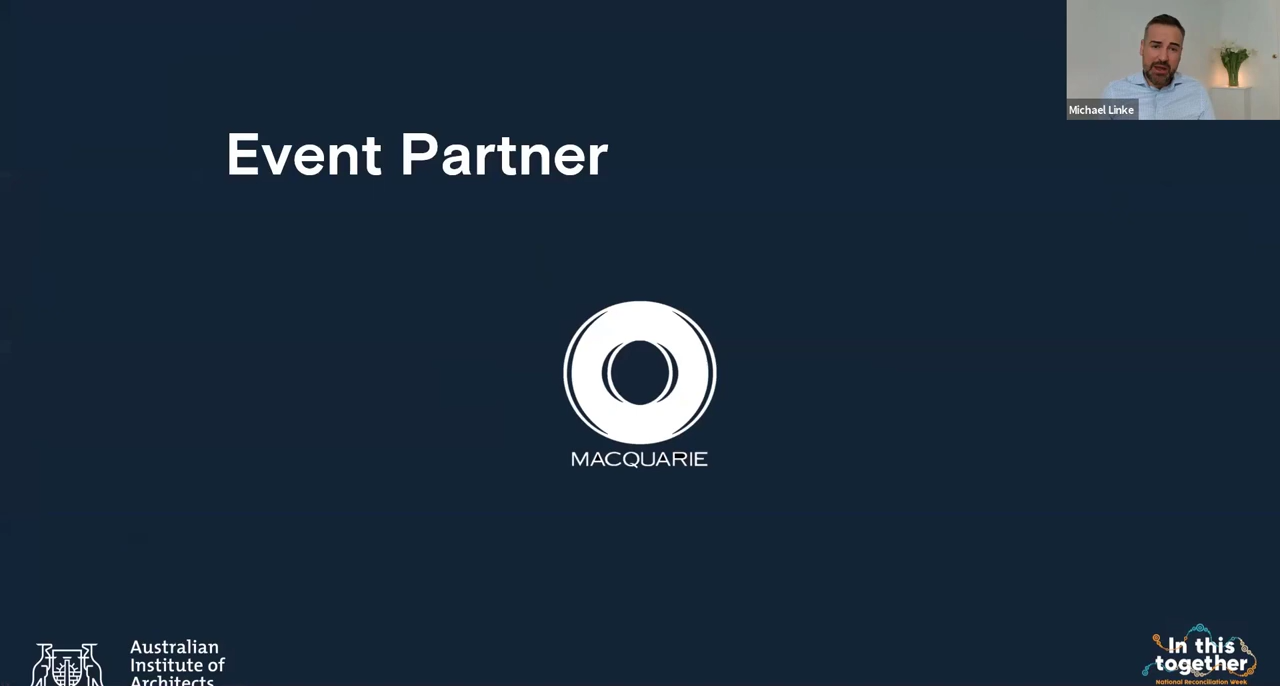 Michael Linke
Event Partner
MACQUARIE
Australian
Institute of
Architects
In this
together
National Reconciliation Week